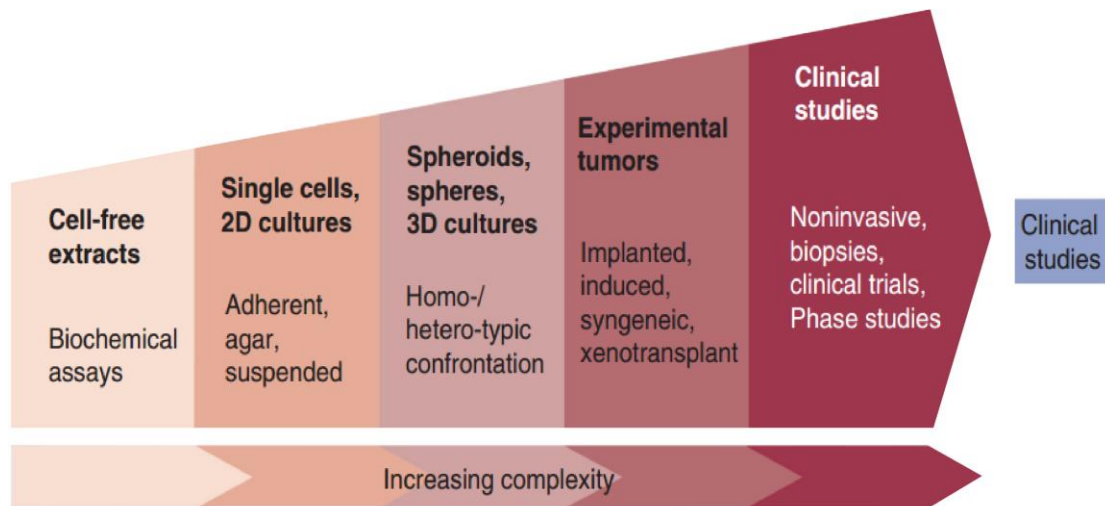 Cell-free
extracts
Biochemical
assays
Single cells,
2D cultures
Adherent,
agar,
suspended
Spheroids,
spheres,
3D cultures
Homo-/
hetero-typic
confrontation
Experimental
tumors
Implanted,
induced,
syngeneic,
xenotransplant
Clinical
studies
Noninvasive,
biopsies,
clinical trials,
Phase studies
Clinical
studies
Increasing complexity